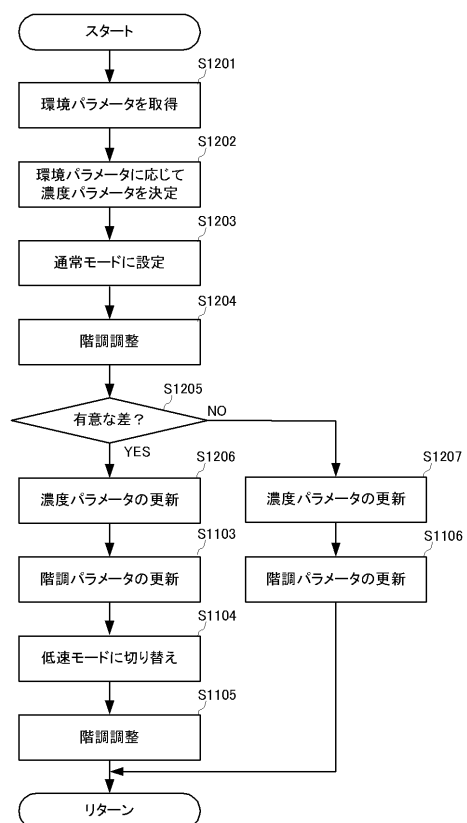 スタート
S1201
環境パラメータを取得
S1202
環境パラメータに応じて
濃度パラメータを決定
S1203
通常モードに設定
S1204
階調調整
S1205
有意な差？
NO
YES
S1206
濃度パラメータの更新
S1207
濃度パラメータの更新
S1103
階調パラメータの更新
S1106
階調パラメータの更新
S1104
低速モードに切り替え
S1105
階調調整
リターン